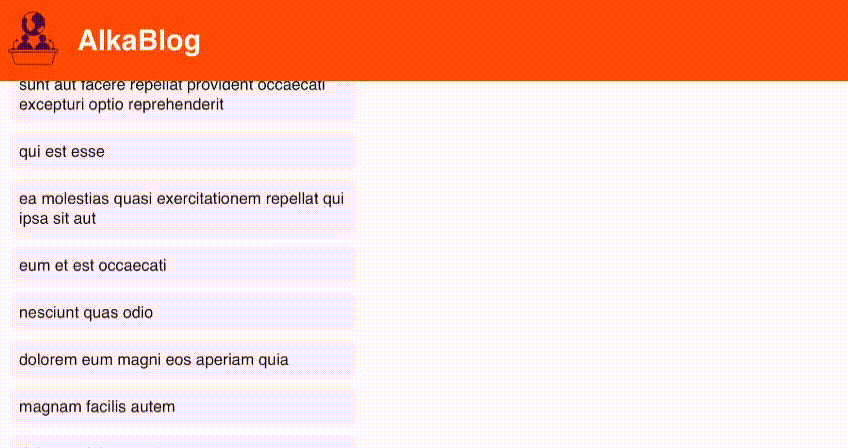 AlkaBlog
sunt aut facere repellat provident occaecati
excepturi optio reprehenderit
qui est esse
ea molestias quasi exercitationem repellat qui
ipsa sit aut
eum et est occaecati
nesciunt quas odio
dolorem eum magni eos aperiam quia
magnam facilis autem